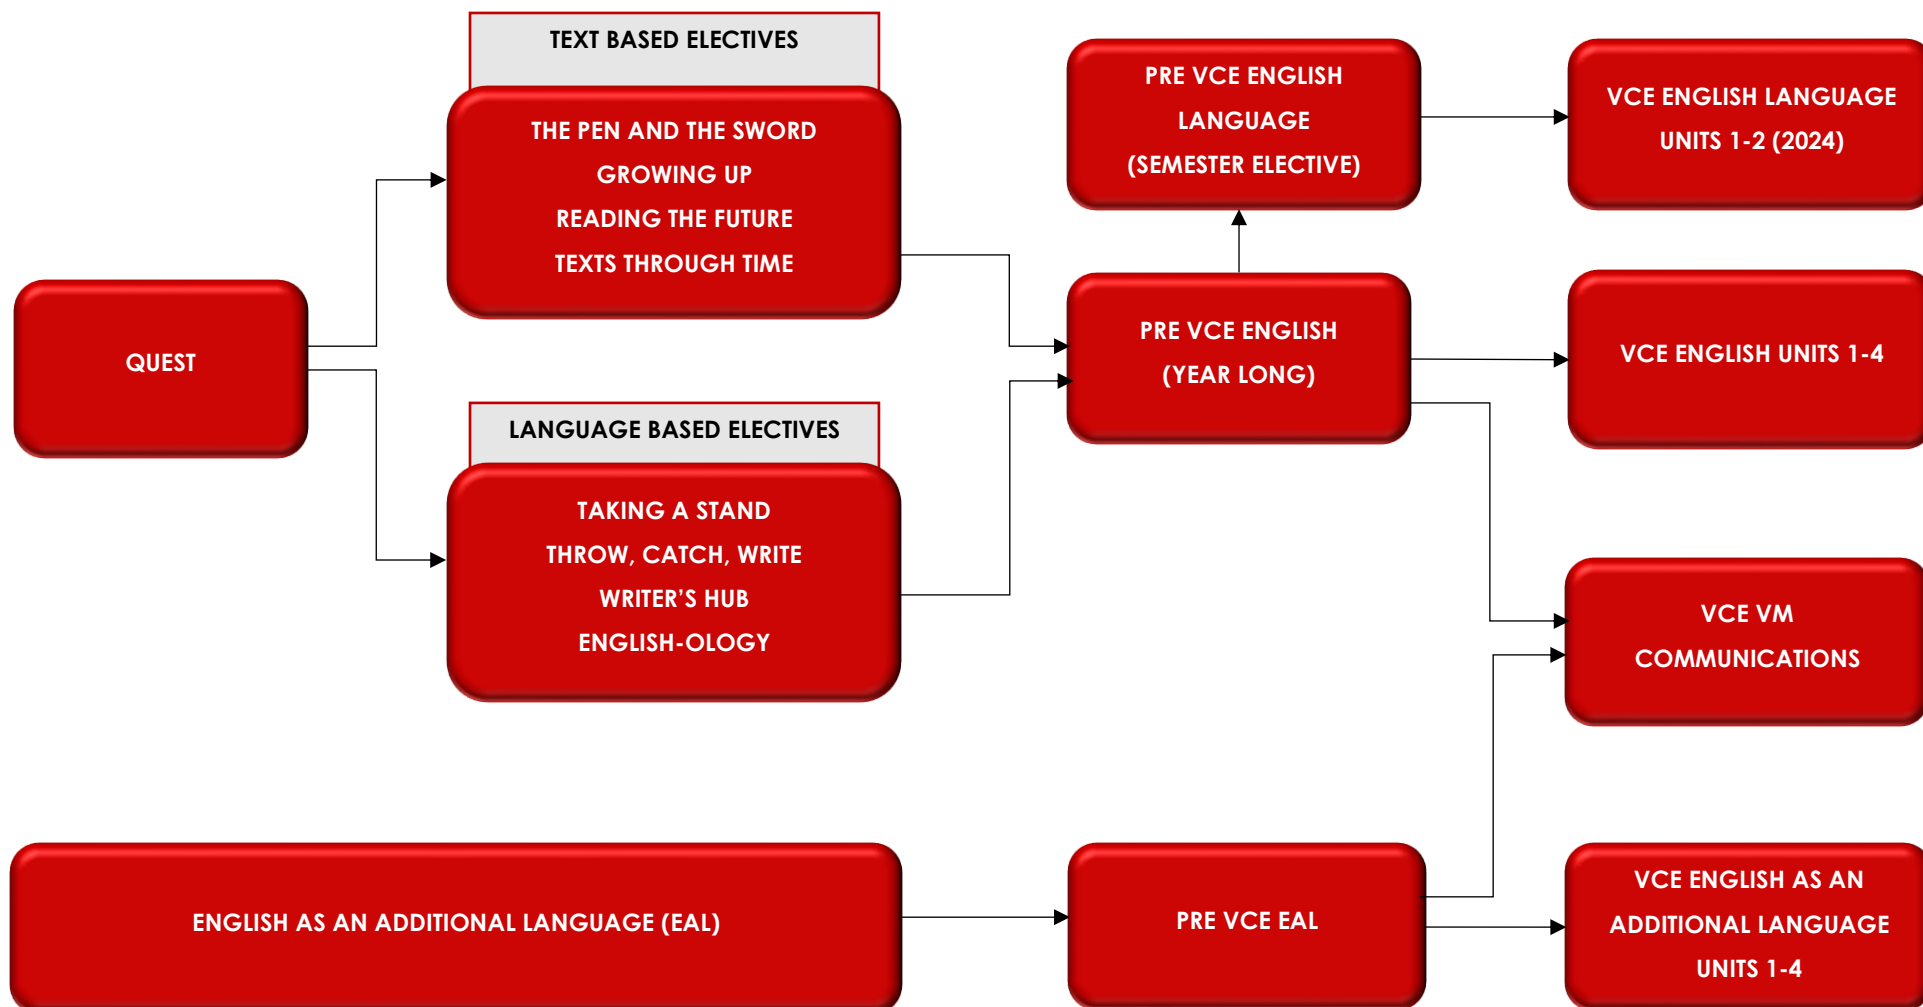 QUEST
TEXT BASED ELECTIVES
THE PEN AND THE SWORD
GROWING UP
READING THE FUTURE
TEXTS THROUGH TIME
LANGUAGE BASED ELECTIVES
TAKING A STAND
THROW, CATCH, WRITE
WRITER’S HUB
ENGLISH-OLOGY
PRE VCE ENGLISH
LANGUAGE
(SEMESTER ELECTIVE)
PRE VCE ENGLISH
(YEAR LONG)
VCE ENGLISH LANGUAGE
UNITS 1-2 (2024)
VCE ENGLISH UNITS 1-4
VCE VM
COMMUNICATIONS
ENGLISH AS AN ADDITIONAL LANGUAGE (EAL)
PRE VCE EAL
VCE ENGLISH AS AN
ADDITIONAL LANGUAGE
UNITS 1-4